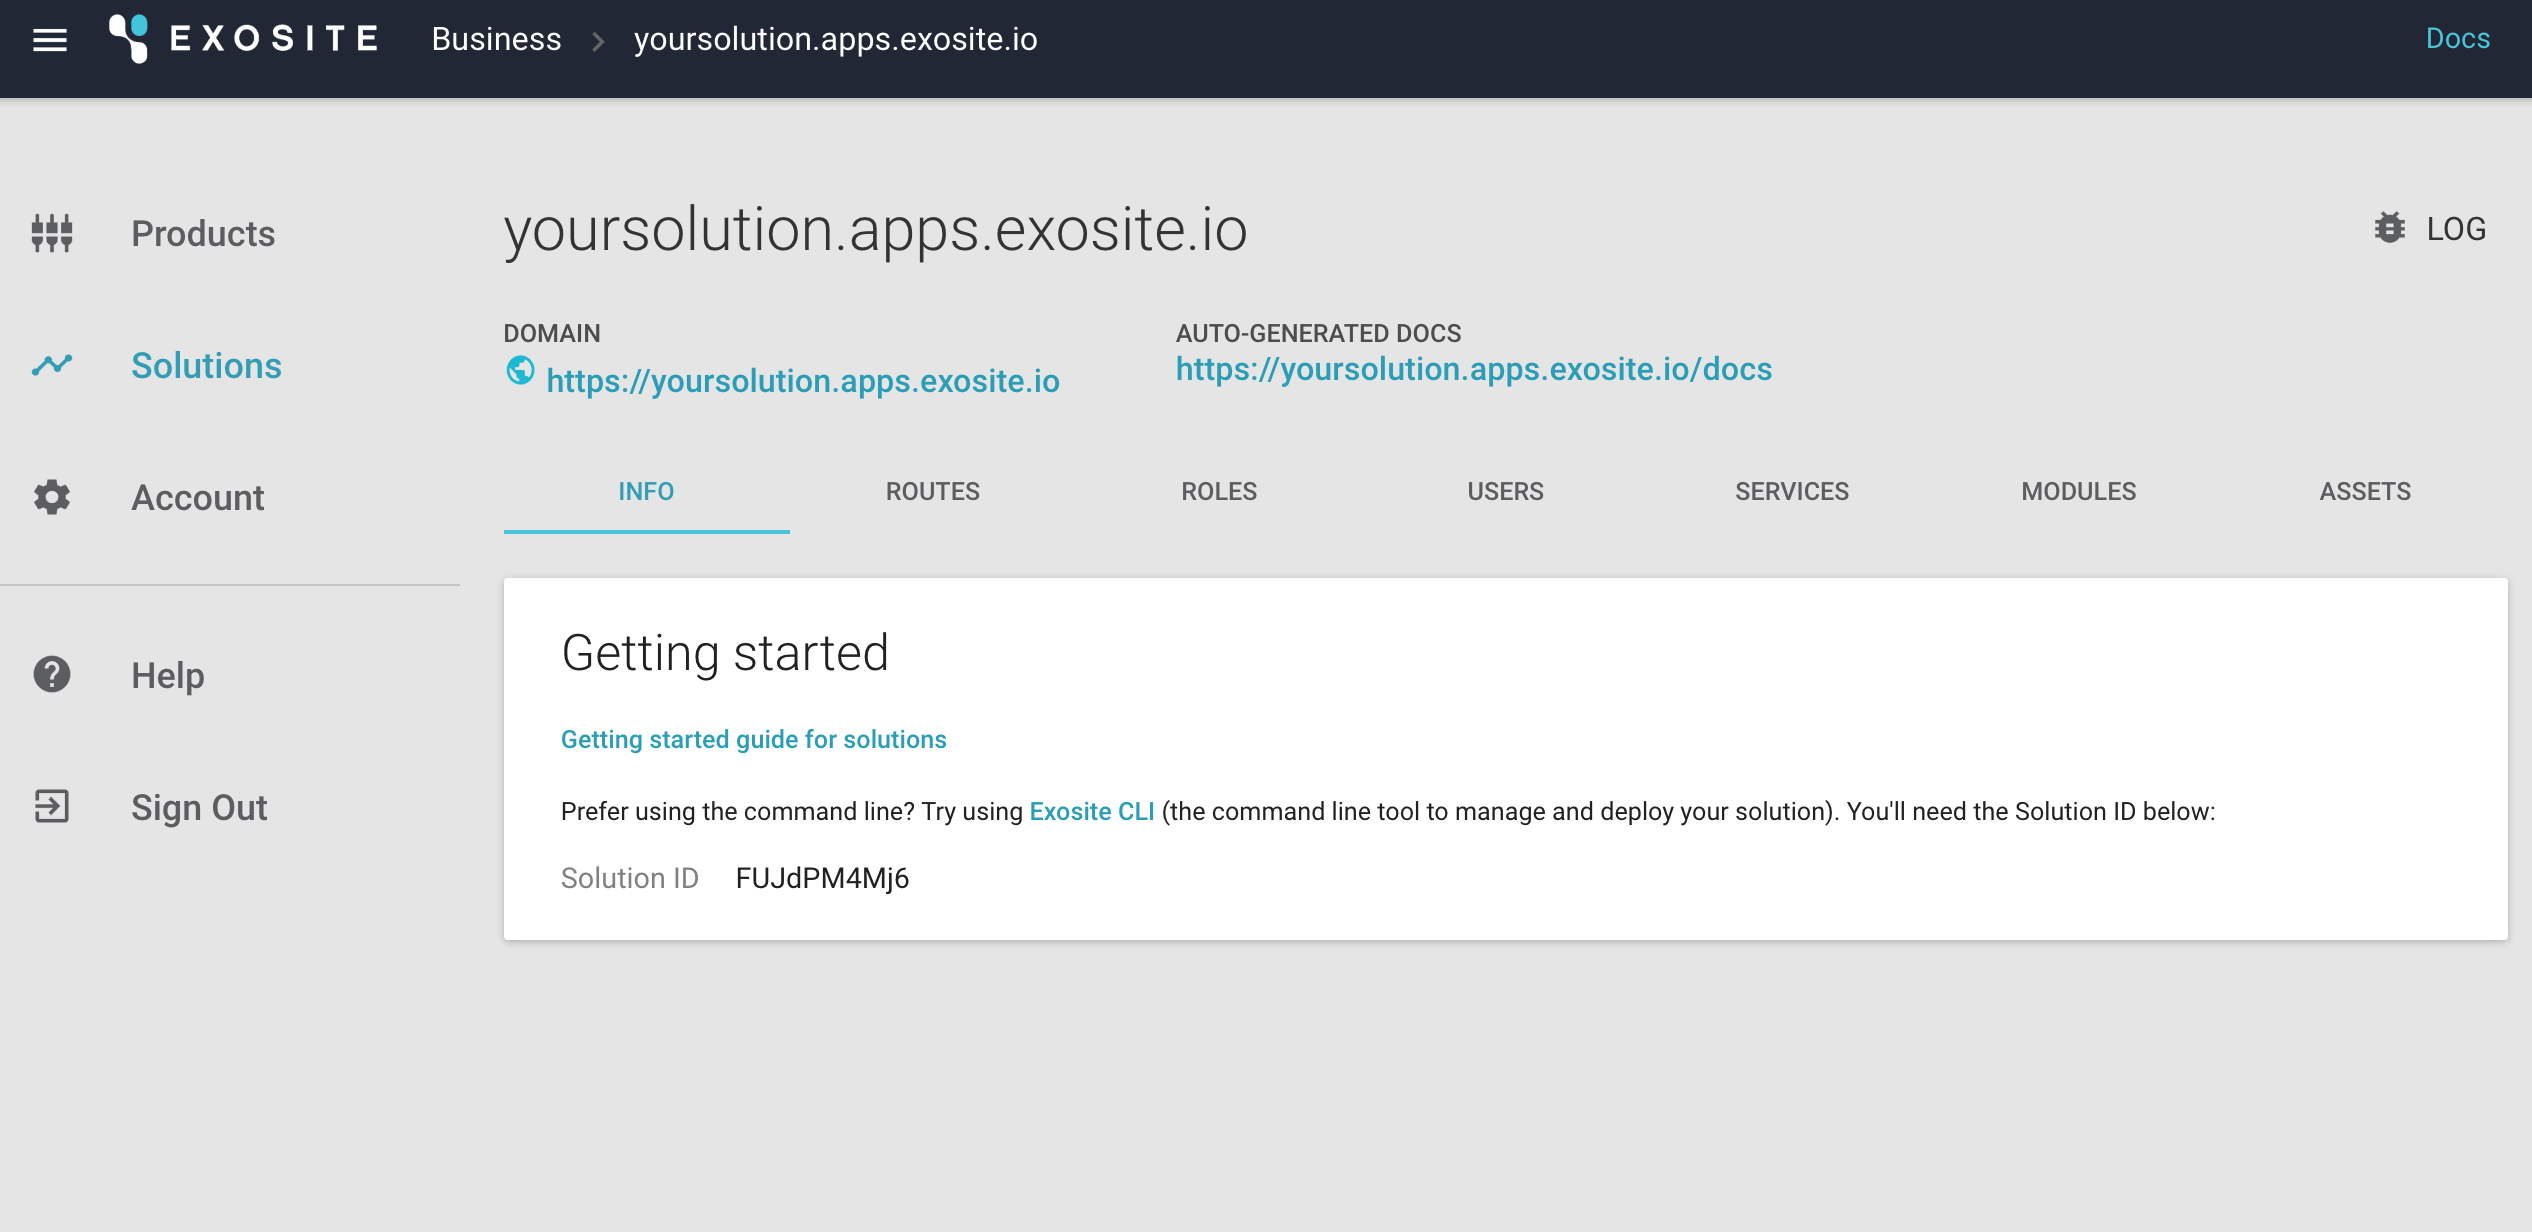 EXOSITE Business > yoursolution.apps.exosite.io Docs
Products
Solutions
Account
Help
Sign Out
yoursolution.apps.exosite.io
LOG
DOMAIN
https://yoursolution.apps.exosite.io
AUTO-GENERATED DOCS
https://yoursolution.apps.exosite.io/docs
INFO ROUTES ROLES USERS SERVICES MODULES ASSETS
Getting started
Getting started guide for solutions
Prefer using the command line? Try using Exosite CLI (the command line tool to manage and deploy your solution). You'll need the Solution ID below:
Solution ID FUJdPM4Mj6